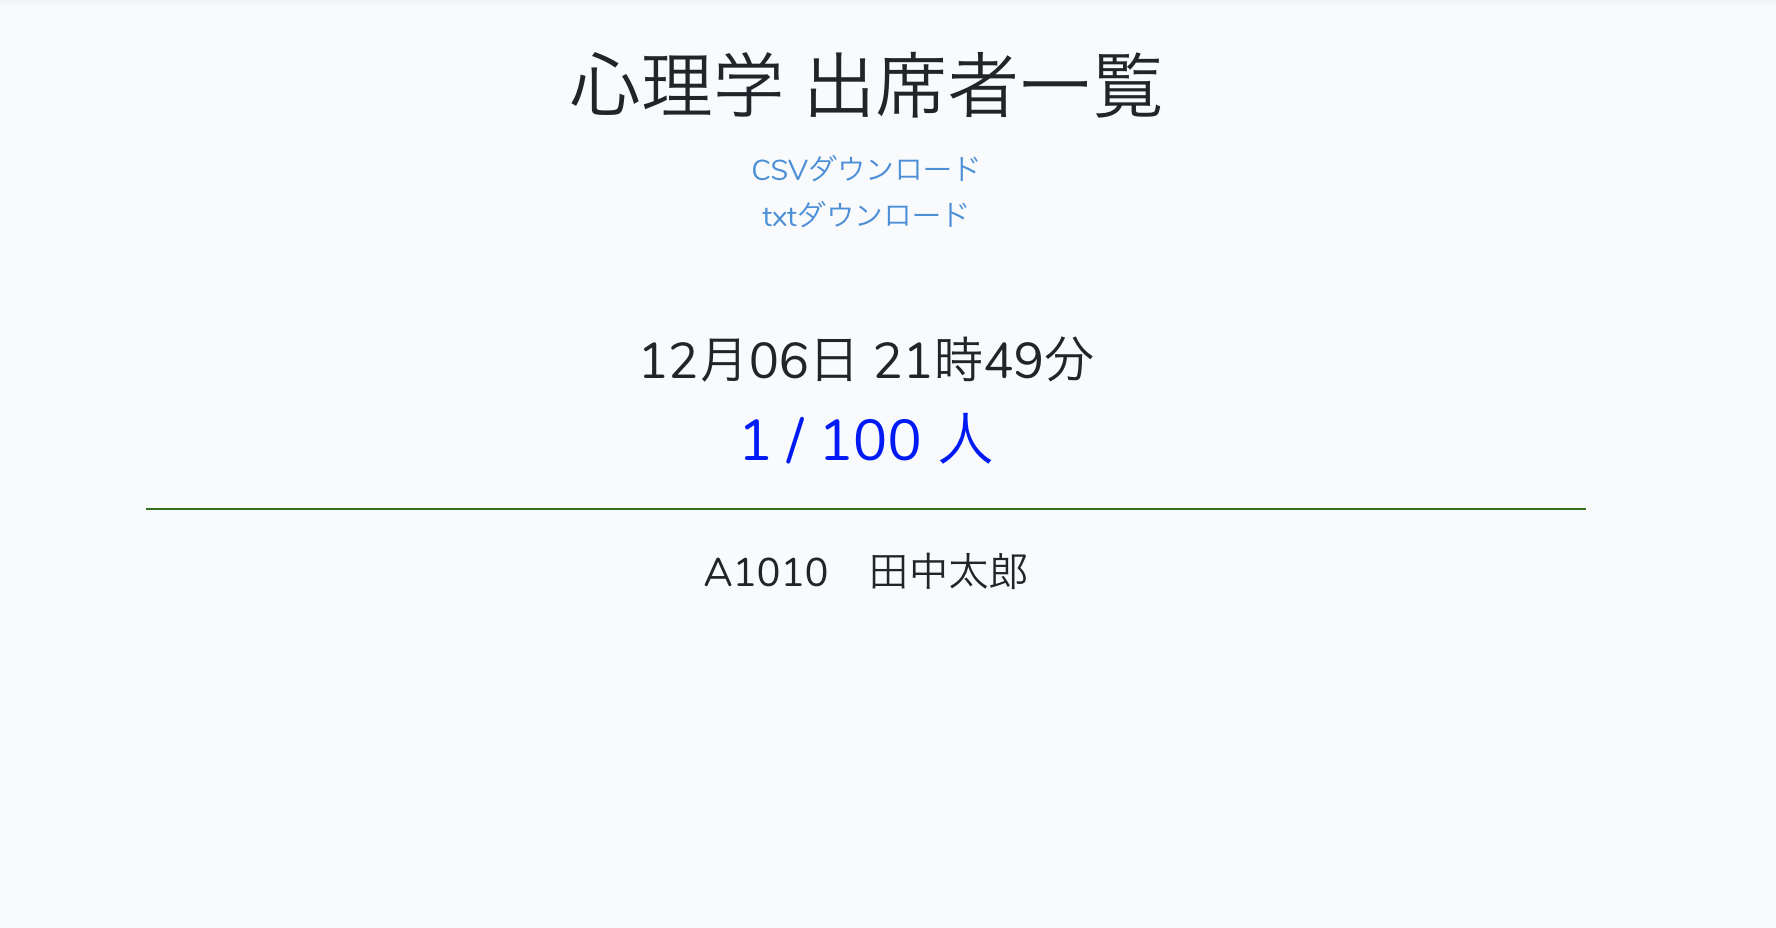 心理学 出席者一覧
CSVダウンロード
txtダウンロード
12月06日 21時49分
1 / 100 人
A1010　田中太郎